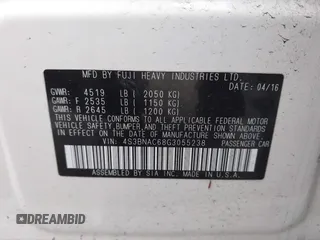 MFD BY FUJI HEAVY INDUSTRIES LTD.
DATE: 04/16
GVWR: 4519 LB ( 2050 KG)
GAWR: F 2535 LB ( 1150 KG)
GAWR: R 2645 LB ( 1200 KG)
THIS VEHICLE CONFORMS TO ALL APPLICABLE FEDERAL MOTOR
VEHICLE SAFETY,BUMPER,AND THEFT PREVENTION STANDARDS
IN EFFECT ON THE DATE OF MANUFACTURE SHOWN ABOVE.
VIN: 4S3BNAC68G3055238
PASSENGER CAR
ASSEMBLED BY SIA INC. MADE IN U.S.A.
DREAMBID